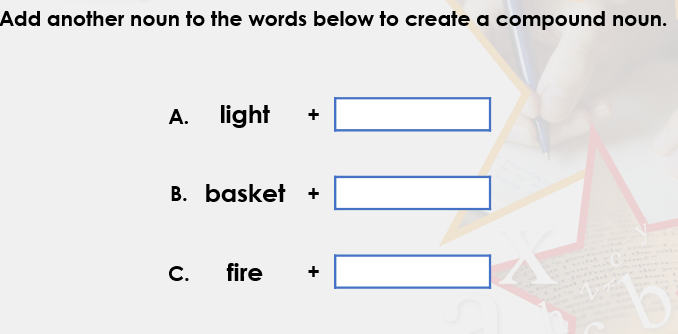 Add another noun to the words below to create a compound noun.
A. light +
B. basket +
C. fire +